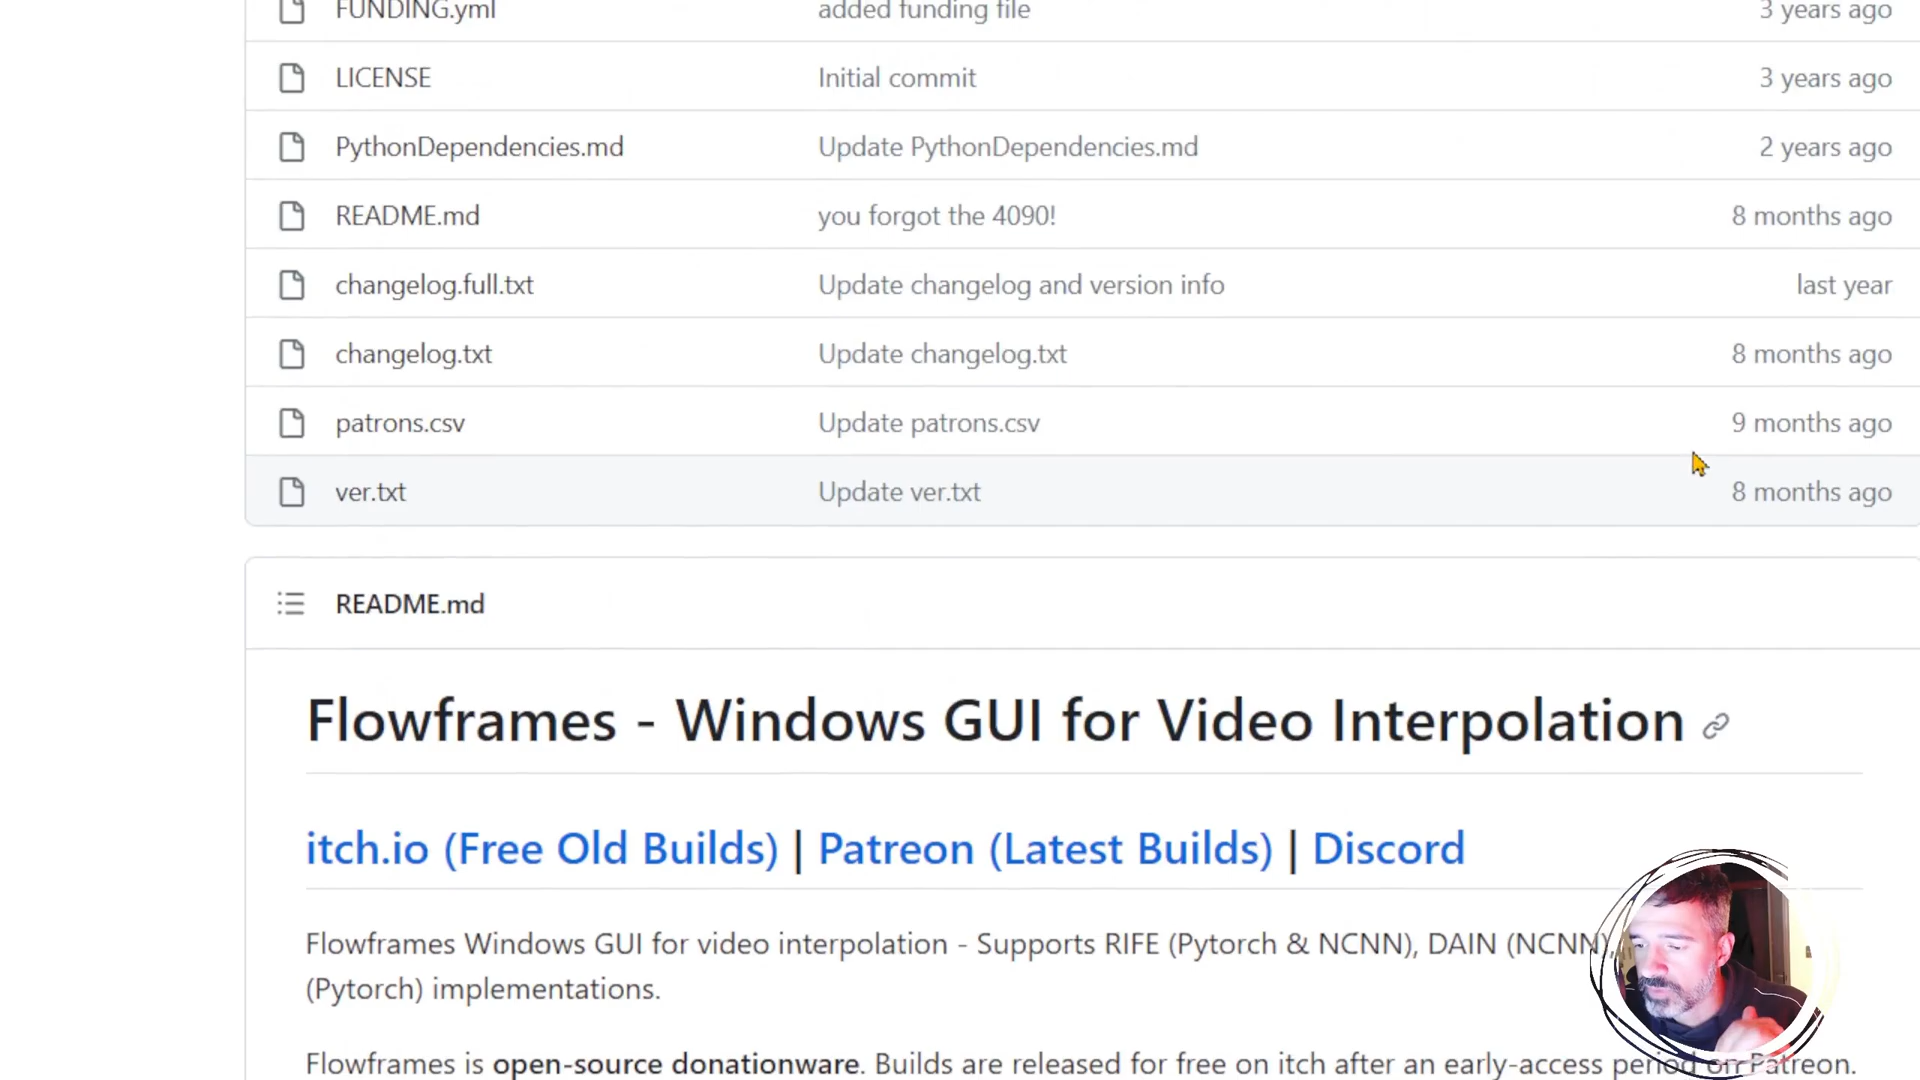 FUNDING.yml added funding file 3 years ago
LICENSE Initial commit 3 years ago
PythonDependencies.md Update PythonDependencies.md 2 years ago
README.md you forgot the 4090! 8 months ago
changelog.full.txt Update changelog and version info last year
changelog.txt Update changelog.txt 8 months ago
patrons.csv Update patrons.csv 9 months ago
ver.txt Update ver.txt 8 months ago
README.md
Flowframes - Windows GUI for Video Interpolation
itch.io (Free Old Builds) | Patreon (Latest Builds) | Discord
Flowframes Windows GUI for video interpolation - Supports RIFE (Pytorch & NCNN), DAIN (NCNN),
(Pytorch) implementations.
Flowframes is open-source donationware. Builds are released for free on itch after an early-access period on Patreon.